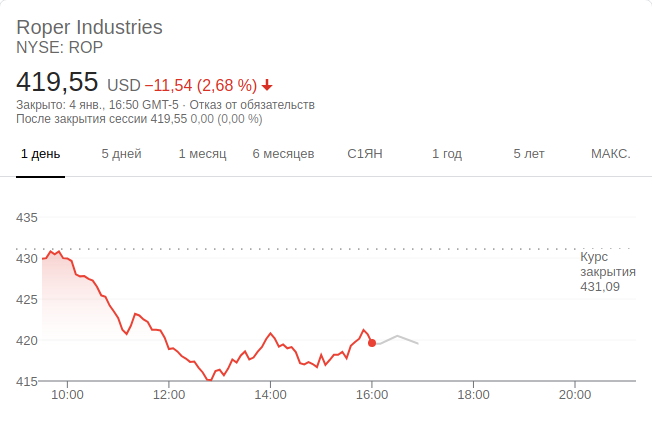 Roper Industries
NYSE: ROP
419,55 USD −11,54 (2,68 %)
Закрыто: 4 янв., 16:50 GMT-5 · Отказ от обязательств
После закрытия сессии 419,55 0,00 (0,00 %)
1 день 5 дней 1 месяц 6 месяцев С1ЯН 1 год 5 лет МАКС.
435
430
425
420
415
Курс
закрытия
431,09
10:00 12:00 14:00 16:00 18:00 20:00